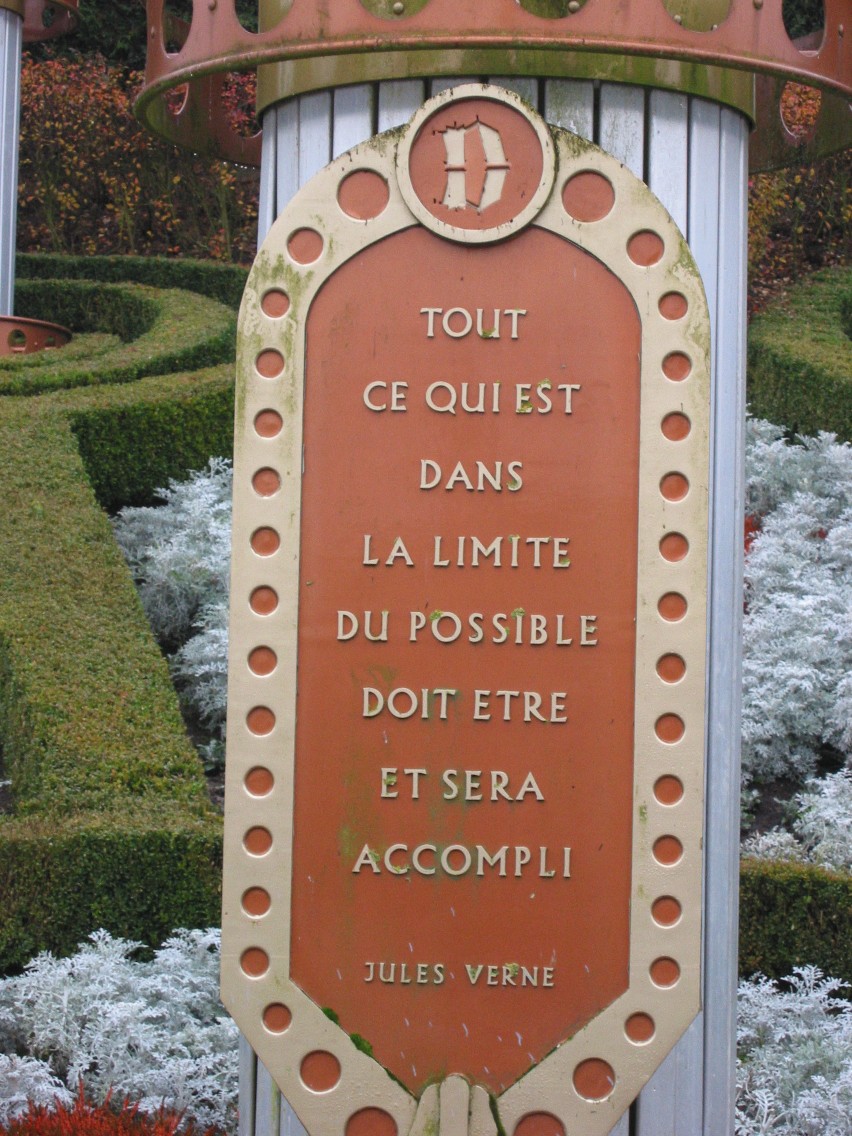 D
TOUT
CE QUI EST
DANS
LA LIMITE
DU POSSIBLE
DOIT ETRE
ET SERA
ACCOMPLI
JULES VERNE